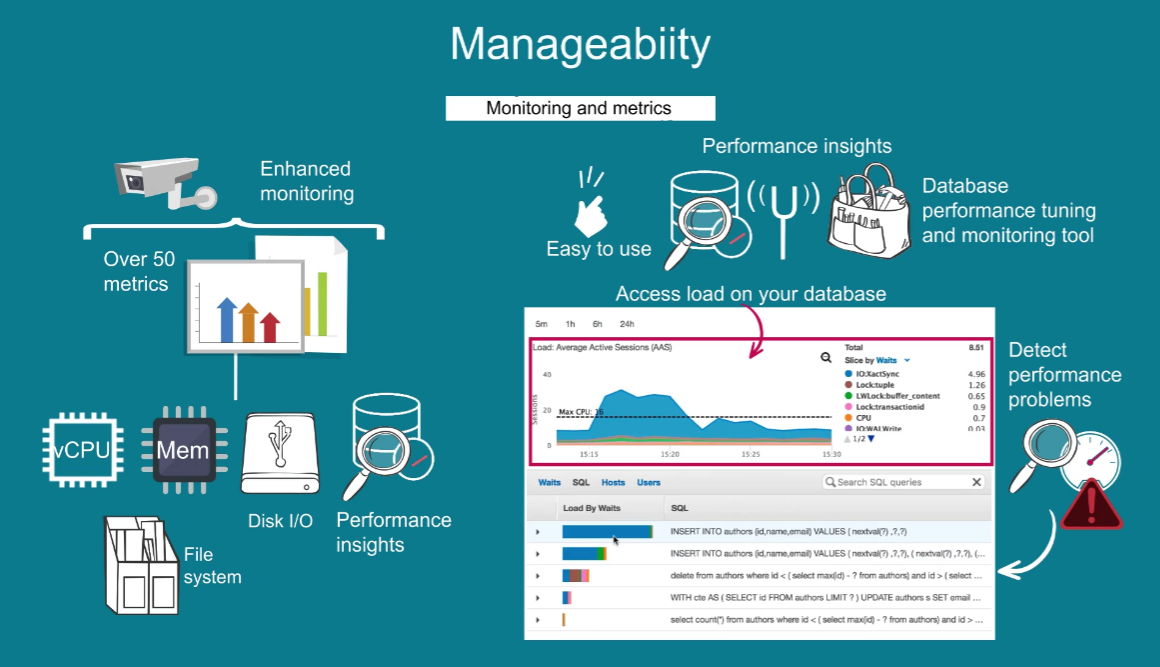 Manageabiity
Monitoring and metrics
Enhanced
monitoring
Over 50
metrics
vCPU
Mem
Disk I/O
Performance
insights
File
system
Performance insights
Easy to use
Database
performance tuning
and monitoring tool
Access load on your database
5m 1h 6h 24h
Load: Average Active Sessions (AAS)
Sessions
40
20
0
Max CPU: 16
15:15 15:20 15:25 15:30
Total 8.51
Slice by Waits
IO:XactSync 4.96
Lock:tuple 1.26
LWLock:buffer_content 0.65
Lock:transactionid 0.9
CPU 0.7
IO:WALWrite 0.03
1/2
Waits SQL Hosts Users
Search SQL queries
Load By Waits SQL
INSERT INTO authors (id,name,email) VALUES ( nextval(?) ,?,?)
INSERT INTO authors (id,name,email) VALUES ( nextval(?) ,?,?), ( nextval(?) ,?,?), (...
delete from authors where id < ( select max(id) - ? from authors) and id > ( select ...
WITH cte AS ( SELECT id FROM authors LIMIT ? ) UPDATE authors s SET email ...
select count(*) from authors where id < ( select max(id) - ? from authors) and id > ...
Detect
performance
problems